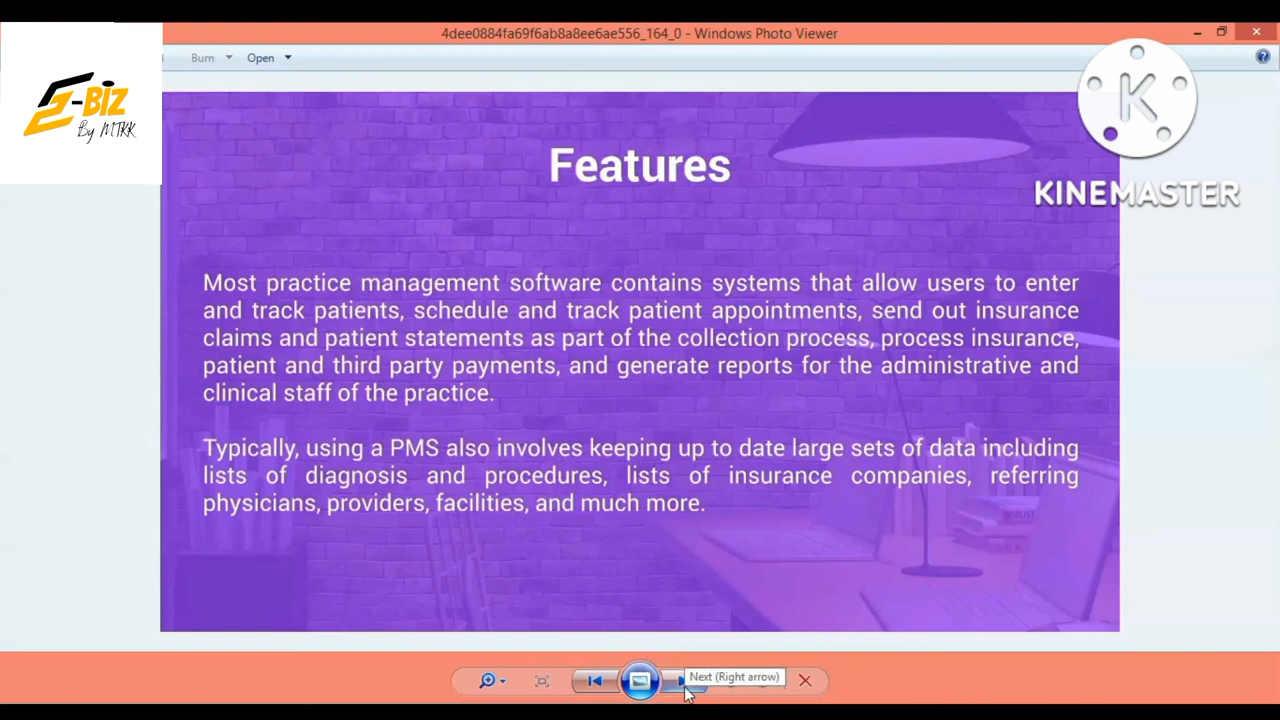 4dee0884fa69f6ab8a8ee6ae556_164_0 - Windows Photo Viewer
Burn
Open
E-BIZ
By MTKK
K
KINEMASTER
Features
Most practice management software contains systems that allow users to enter
and track patients, schedule and track patient appointments, send out insurance
claims and patient statements as part of the collection process, process insurance,
patient and third party payments, and generate reports for the administrative and
clinical staff of the practice.
Typically, using a PMS also involves keeping up to date large sets of data including
lists of diagnosis and procedures, lists of insurance companies, referring
physicians, providers, facilities, and much more.
Next (Right arrow)